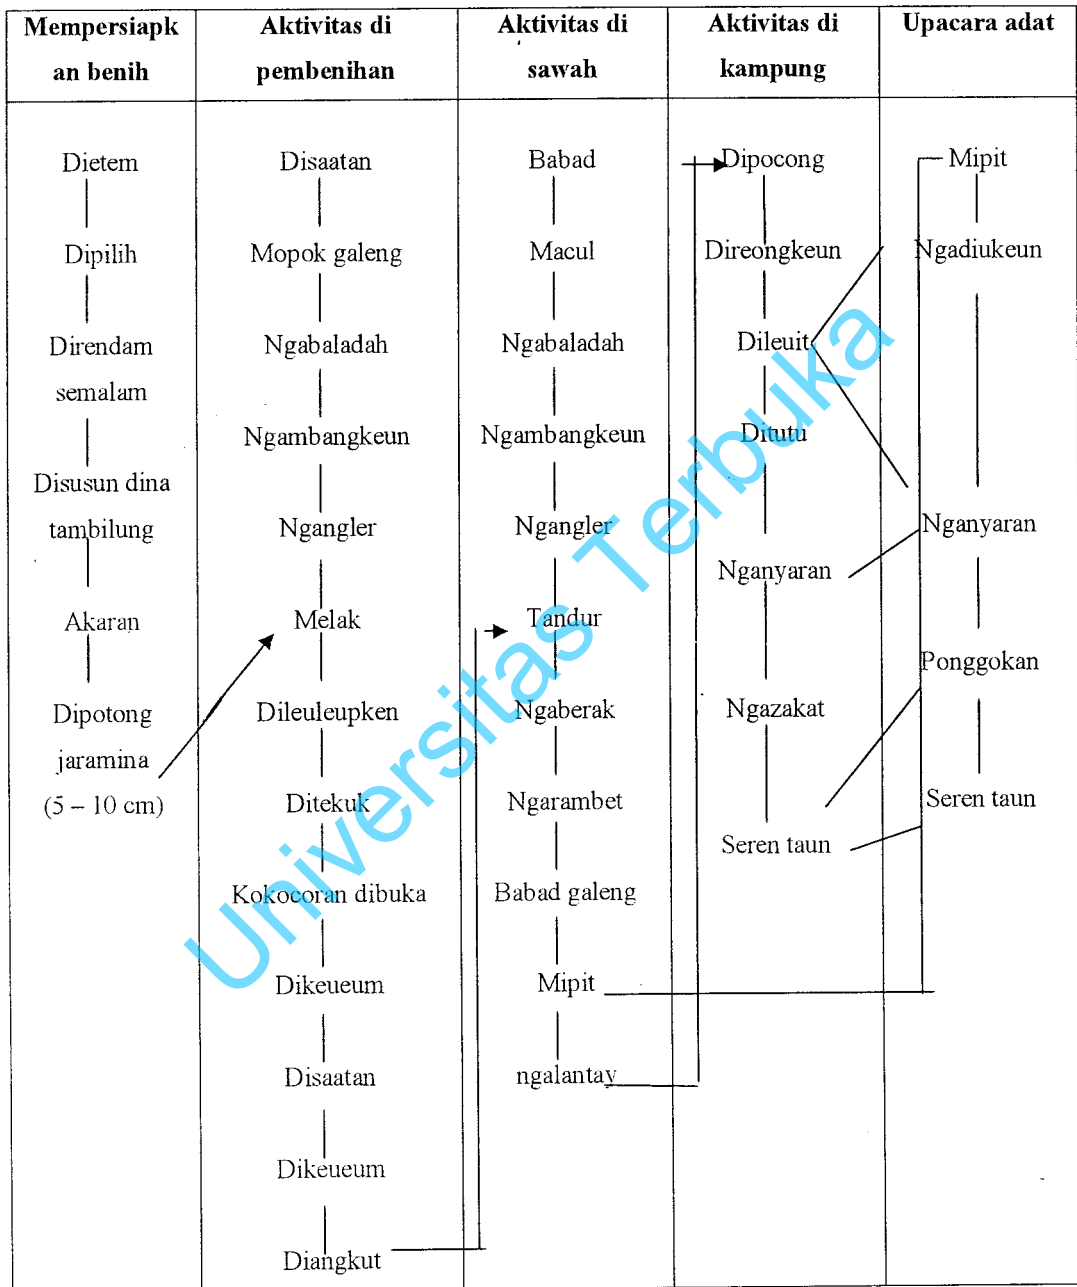 Mempersiapk
an benih
Aktivitas di
pembenihan
Aktivitas di
sawah
Aktivitas di
kampung
Upacara adat
Dietem
Dipilih
Direndam
semalam
Disusun dina
tambilung
Akaran
Dipotong
jaramina
(5 – 10 cm)
Disaatan
Mopok galeng
Ngabaladah
Ngambangkeun
Ngangler
Melak
Dileuleupken
Ditekuk
Kokocoran dibuka
Dikeueum
Disaatan
Dikeueum
Diangkut
Babad
Macul
Ngabaladah
Ngambangkeun
Ngangler
Tandur
Ngaberak
Ngarambet
Babad galeng
Mipit
ngalantay
Dipocong
Direongkeun
Dileuit
Ditutu
Nganyaran
Ngazakat
Seren taun
Mipit
Ngadiukeun
Nganyaran
Ponggokan
Seren taun
Universitas Terbuka